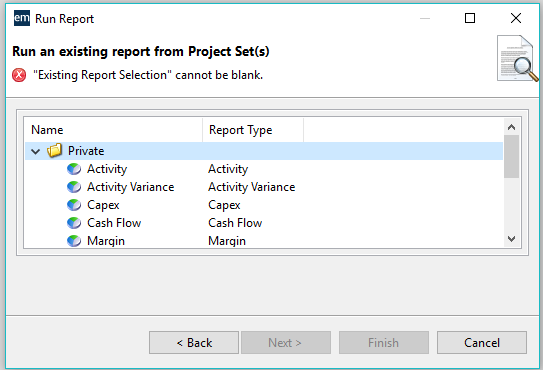 em Run Report
Run an existing report from Project Set(s)
"Existing Report Selection" cannot be blank.
Name Report Type
Private
Activity Activity
Activity Variance Activity Variance
Capex Capex
Cash Flow Cash Flow
Margin Margin
< Back Next > Finish Cancel